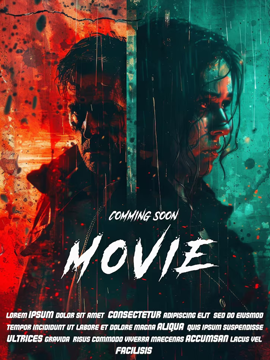 COMMING SOON
MOVIE
LOREM IPSUM DOLOR SIT AMET CONSECTETUR ADIPISCING ELIT SED DO EIUSMOD
TEMPOR INCIDIDUNT UT LABORE ET DOLORE MAGNA ALIQUA QUIS IPSUM SUSPENDISSE
ULTRICES GRAVIDA RISUS COMMODO VIVERRA MAECENAS ACCUMSAN LACUS VEL
FACILISIS